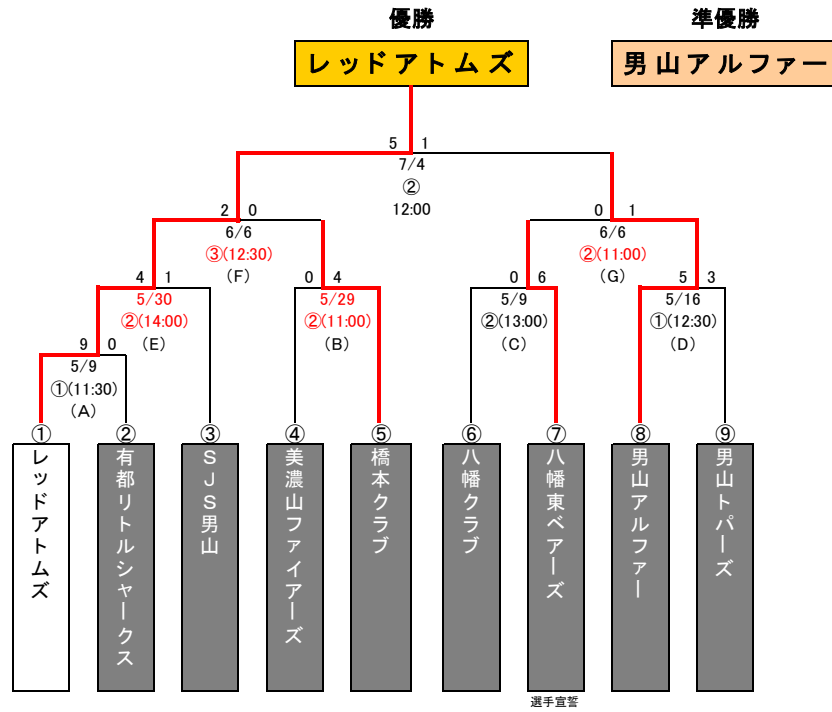 優勝
準優勝
レッドアトムズ
男山アルファー
5 1
7/4
②
12:00
2 0
6/6
③(12:30)
(F)
0 1
6/6
②(11:00)
(G)
4 1
5/30
②(14:00)
(E)
0 4
5/29
②(11:00)
(B)
0 6
5/9
②(13:00)
(C)
5 3
5/16
①(12:30)
(D)
9 0
5/9
①(11:30)
(A)
①
②
③
④
⑤
⑥
⑦
⑧
⑨
レッドアトムズ
有都リトルシャークス
SJS男山
美濃山ファイアーズ
橋本クラブ
八幡クラブ
八幡東ベアーズ
男山アルファー
男山トパーズ
選手宣誓